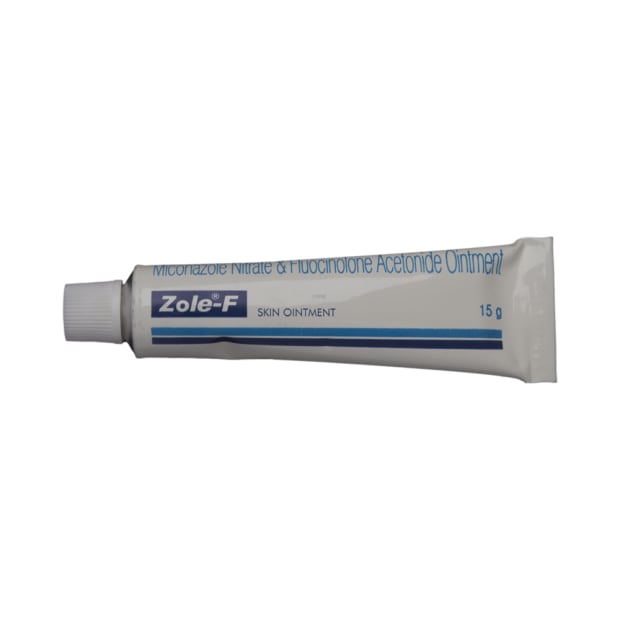 Miconazole Nitrate & Fluocinolone Acetonide Ointment
Zole-F®
SKIN OINTMENT
15 g